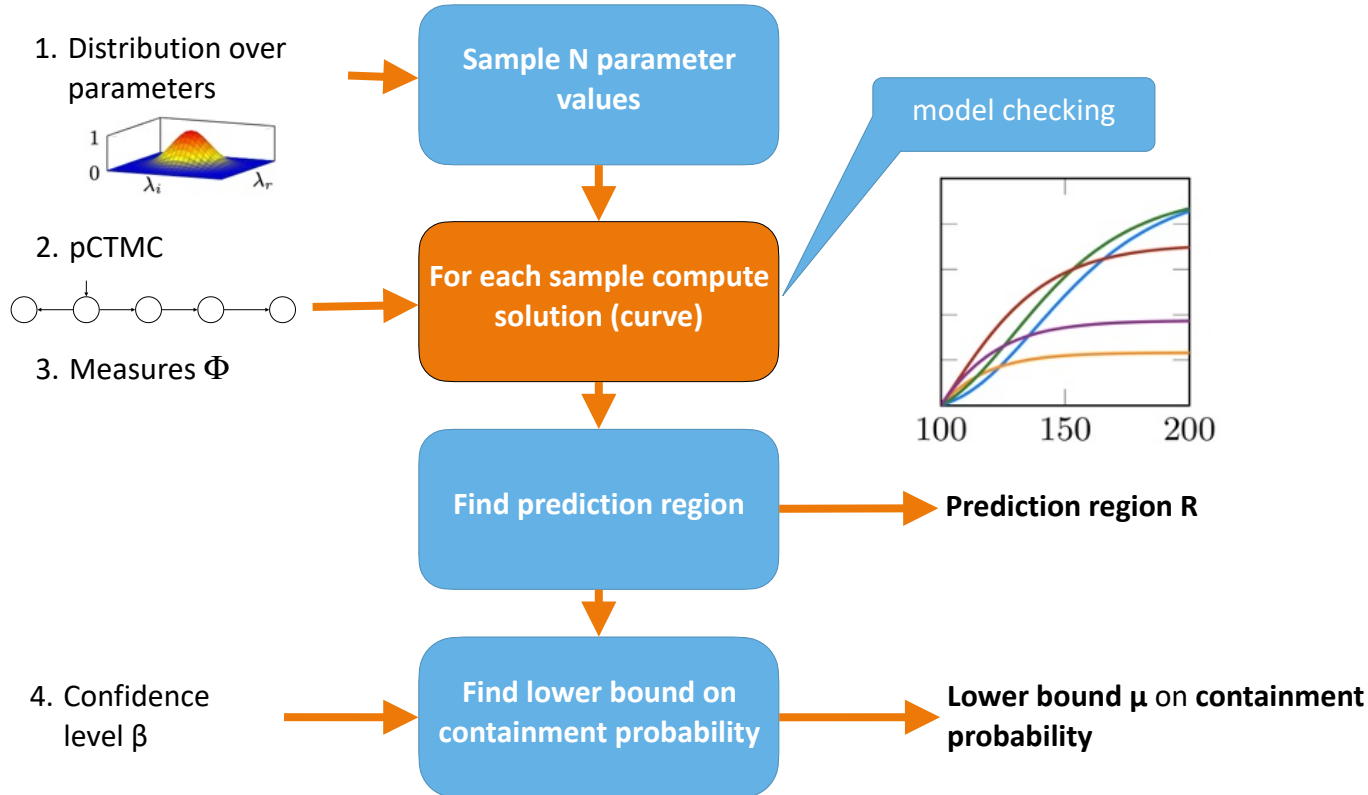 1. Distribution over
parameters
1
0
λᵢ
λᵣ
Sample N parameter
values
model checking
2. pCTMC
For each sample compute
solution (curve)
3. Measures Φ
100 150 200
Find prediction region
Prediction region R
4. Confidence
level β
Find lower bound on
containment probability
Lower bound μ on containment
probability